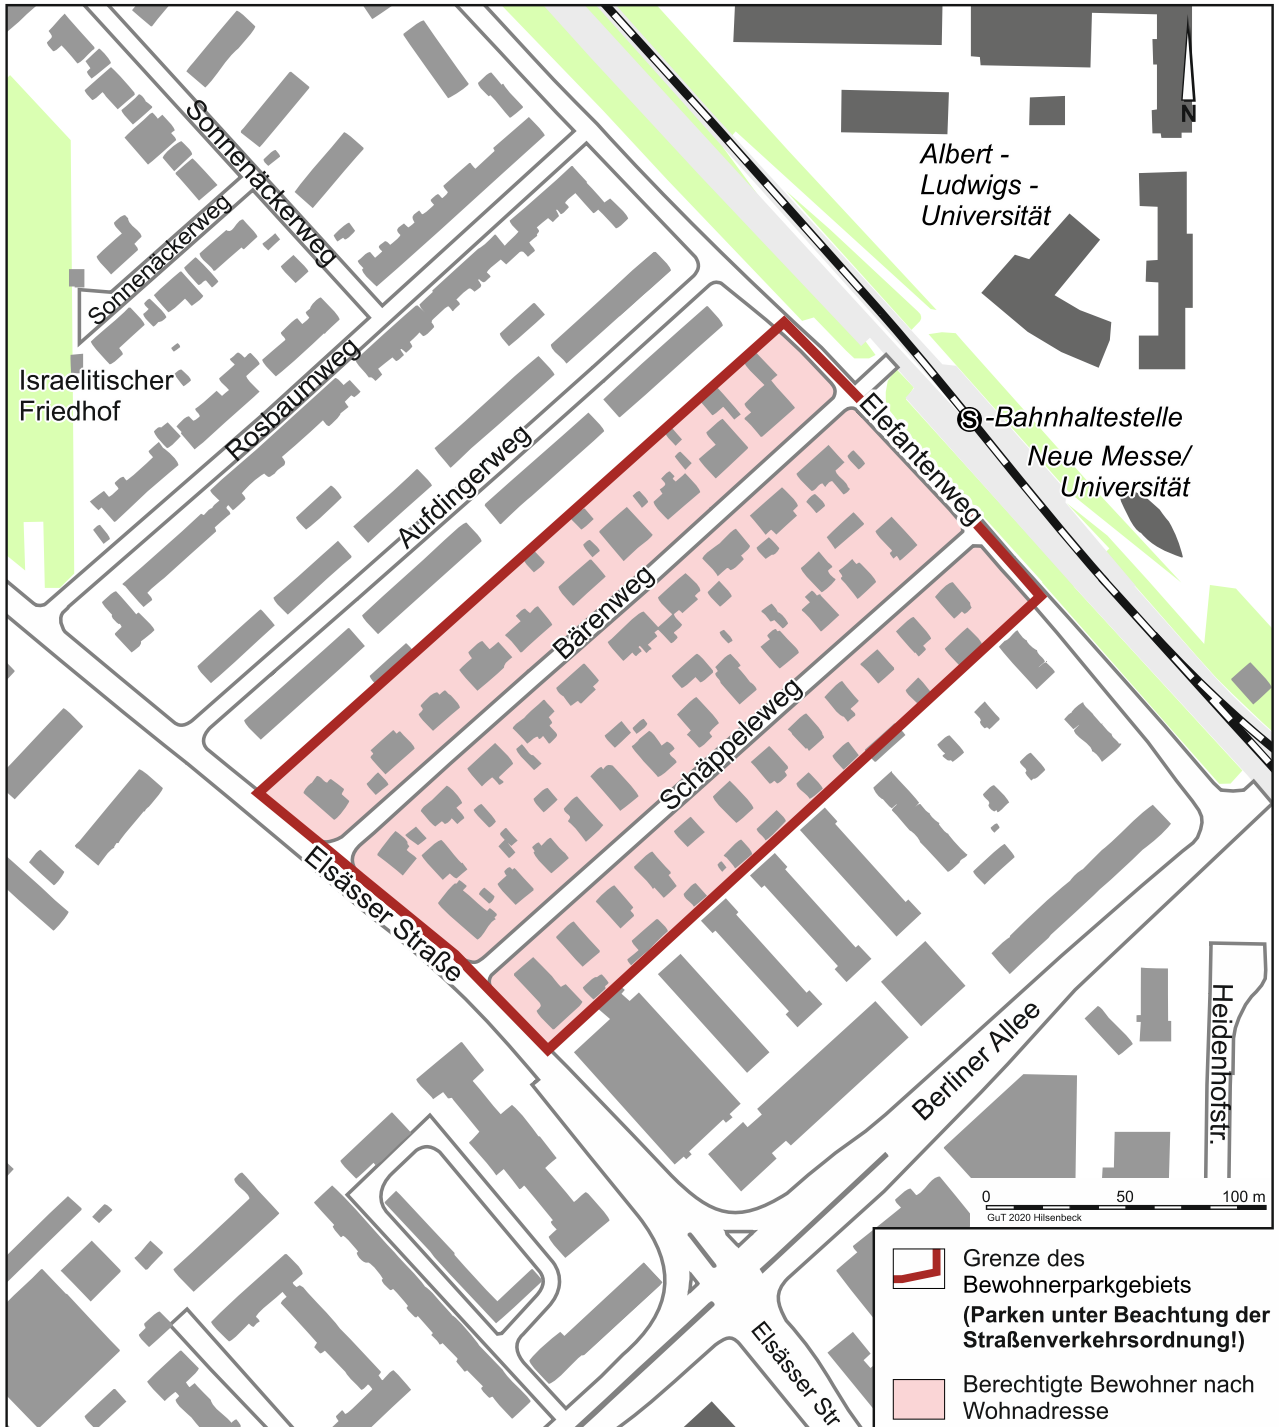 N
Albert -
Ludwigs -
Universität
Sonnenäckerweg
Sonnenäckerweg
Israelitischer
Friedhof
Rosbaumweg
Aufdingerweg
Elefantenweg
S-Bahnhaltestelle
Neue Messe/
Universität
Bärenweg
Schäppeleweg
Elsässer Straße
Berliner Allee
Heidenhofstr.
0 50 100 m
GuT 2020 Hilsenbeck
Elsässer Str
Grenze des
Bewohnerparkgebiets
(Parken unter Beachtung der
Straßenverkehrsordnung!)
Berechtigte Bewohner nach
Wohnadresse